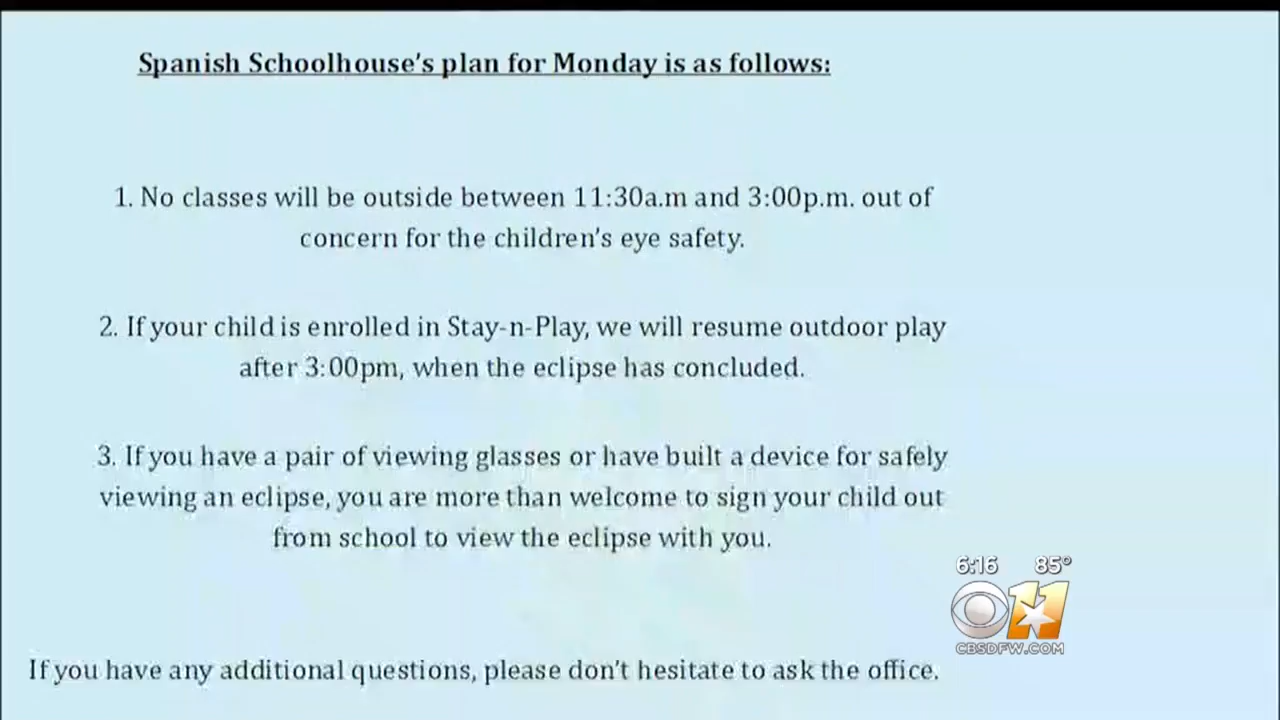 Spanish Schoolhouse's plan for Monday is as follows:
1. No classes will be outside between 11:30a.m and 3:00p.m. out of
concern for the children's eye safety.
2. If your child is enrolled in Stay-n-Play, we will resume outdoor play
after 3:00pm, when the eclipse has concluded.
3. If you have a pair of viewing glasses or have built a device for safely
viewing an eclipse, you are more than welcome to sign your child out
from school to view the eclipse with you.
6:16 85°
11
CBSDFW.COM
If you have any additional questions, please don't hesitate to ask the office.